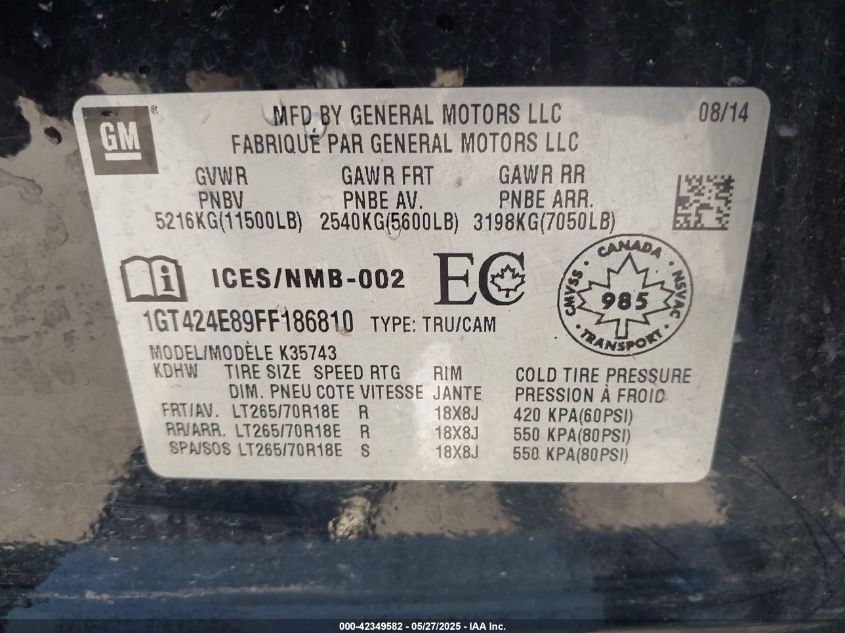 GM ®
MFD BY GENERAL MOTORS LLC 08/14
FABRIQUE PAR GENERAL MOTORS LLC
GVWR GAWR FRT GAWR RR
PNBV PNBE AV. PNBE ARR.
5216KG(11500LB) 2540KG(5600LB) 3198KG(7050LB)
i ICES/NMB-002 EC
CANADA
CMVSS 985 NSVAC
TRANSPORT
1GT424E89FF186810 TYPE: TRU/CAM
MODEL/MODÈLE K35743
KDHW TIRE SIZE SPEED RTG RIM COLD TIRE PRESSURE
DIM. PNEU COTE VITESSE JANTE PRESSION À FROID
FRT/AV. LT265/70R18E R 18X8J 420 KPA(60PSI)
RR/ARR. LT265/70R18E R 18X8J 550 KPA(80PSI)
SPA/SOS LT265/70R18E S 18X8J 550 KPA(80PSI)
000-42349582 - 05/27/2025 - IAA Inc.